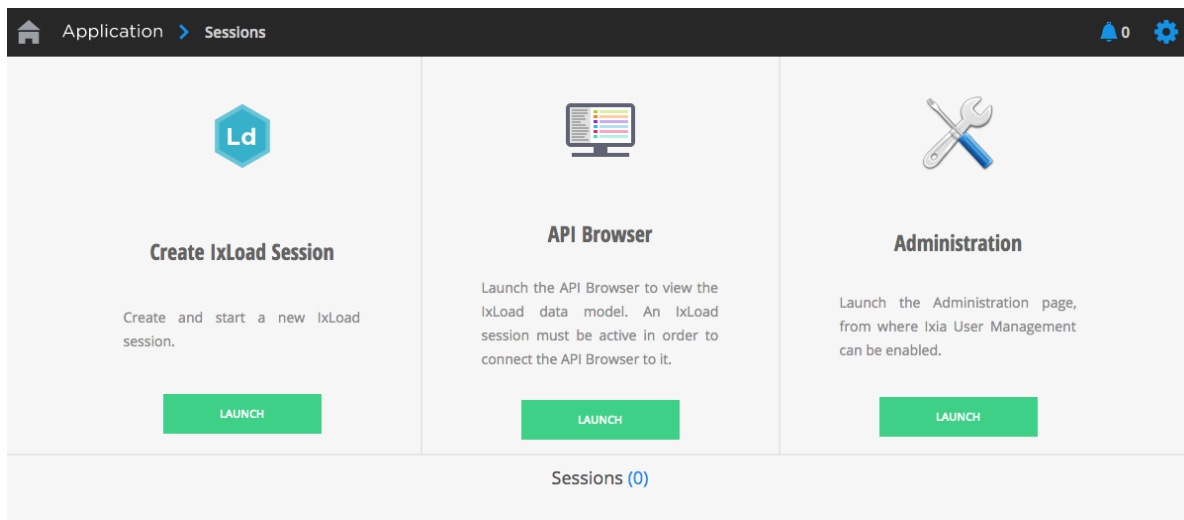 Application > Sessions
0
Ld
Create IxLoad Session
Create and start a new IxLoad
session.
LAUNCH
API Browser
Launch the API Browser to view the
IxLoad data model. An IxLoad
session must be active in order to
connect the API Browser to it.
LAUNCH
Administration
Launch the Administration page,
from where Ixia User Management
can be enabled.
LAUNCH
Sessions (0)